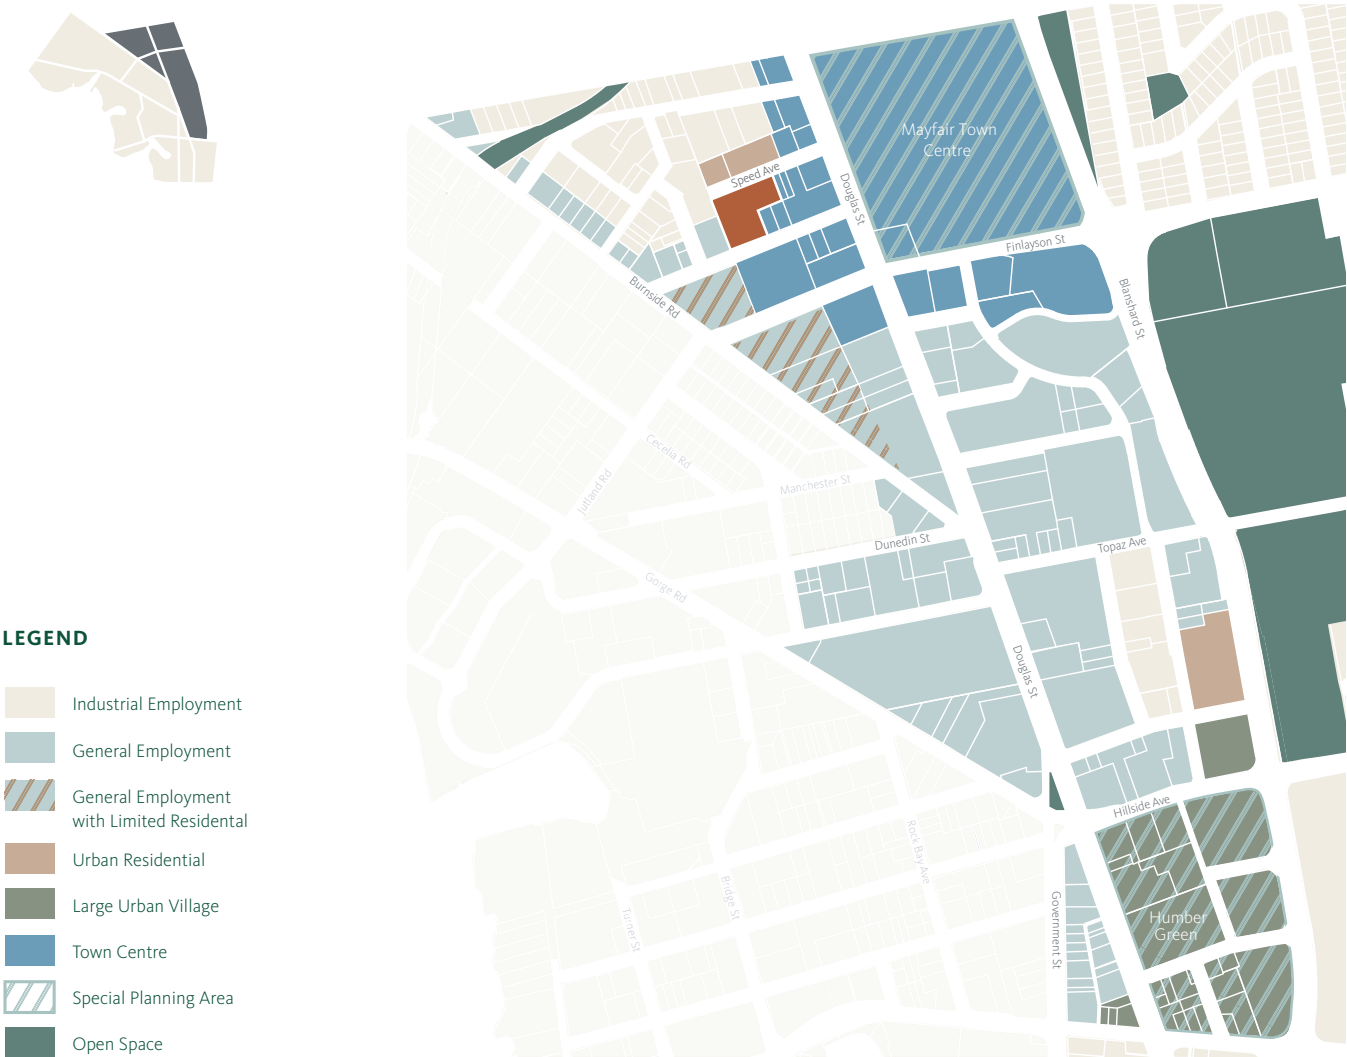 Mayfair Town
Centre
Speed Ave
Douglas St
Finlayson St
Burnside Rd
Blanshard St
Cecelia Rd
Jutland Rd
Manchester St
Dunedin St
Topaz Ave
Gorge Rd
Douglas St
Hillside Ave
Rock Bay Ave
Bridge St
Turner St
Government St
Humber
Green
LEGEND
Industrial Employment
General Employment
General Employment
with Limited Residental
Urban Residential
Large Urban Village
Town Centre
Special Planning Area
Open Space